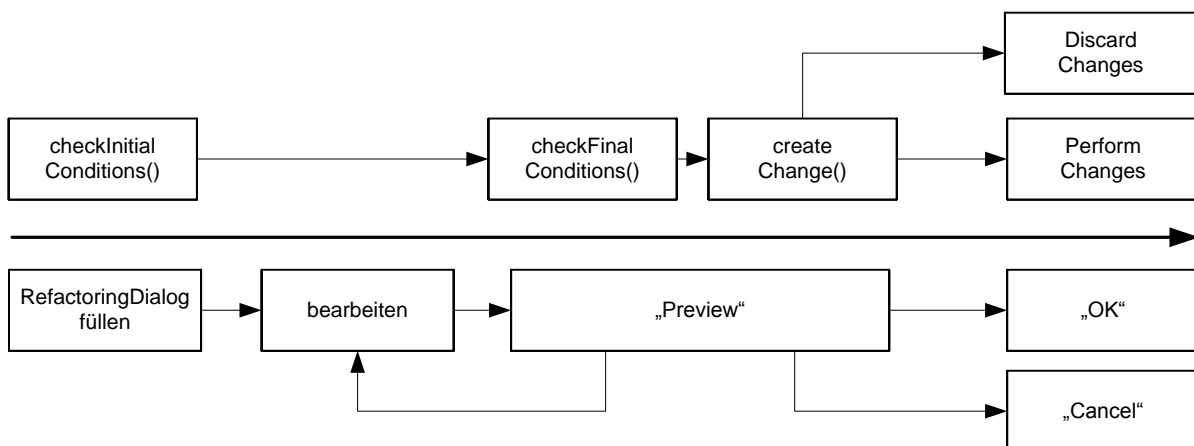 Discard
Changes
checkInitial
Conditions()
checkFinal
Conditions()
create
Change()
Perform
Changes
RefactoringDialog
füllen
bearbeiten
„Preview“
„OK“
„Cancel“